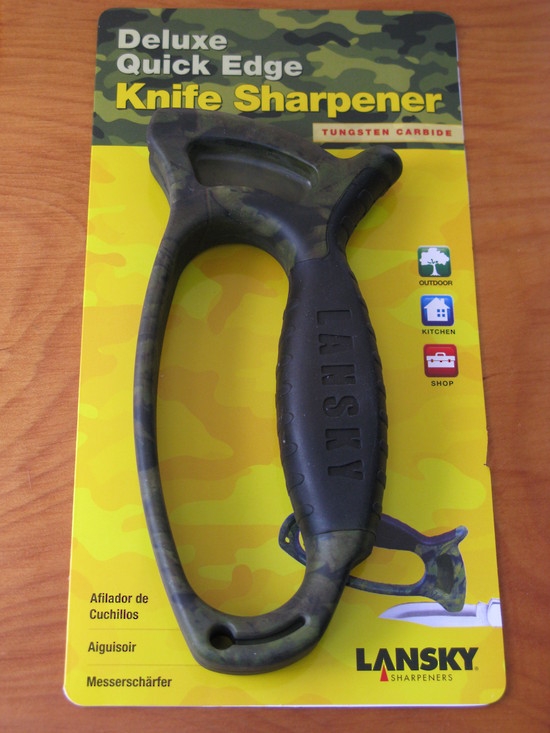 Deluxe
Quick Edge
Knife Sharpener
TUNGSTEN CARBIDE
OUTDOOR
KITCHEN
SHOP
LANSKY
Afilador de
Cuchillos
Aiguisoir
Messerschärfer
LANSKY®
SHARPENERS